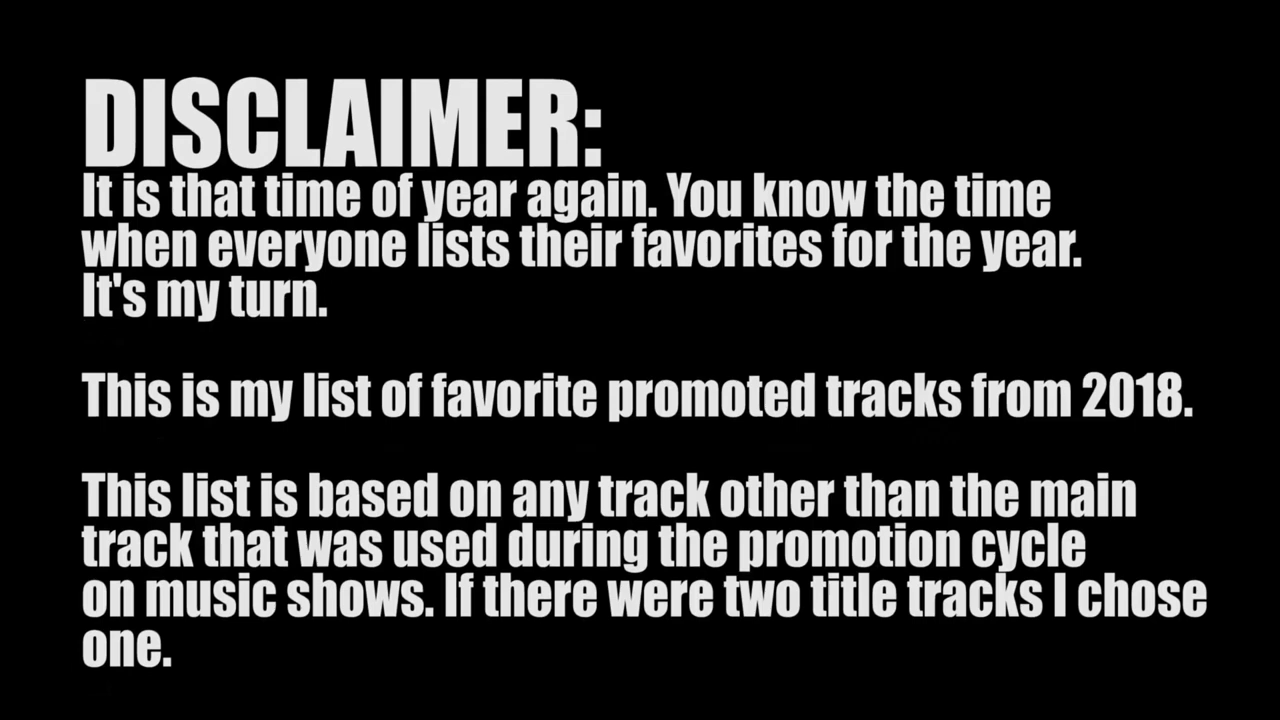 DISCLAIMER:
It is that time of year again. You know the time
when everyone lists their favorites for the year.
It's my turn.
This is my list of favorite promoted tracks from 2018.
This list is based on any track other than the main
track that was used during the promotion cycle
on music shows. If there were two title tracks I chose
one.